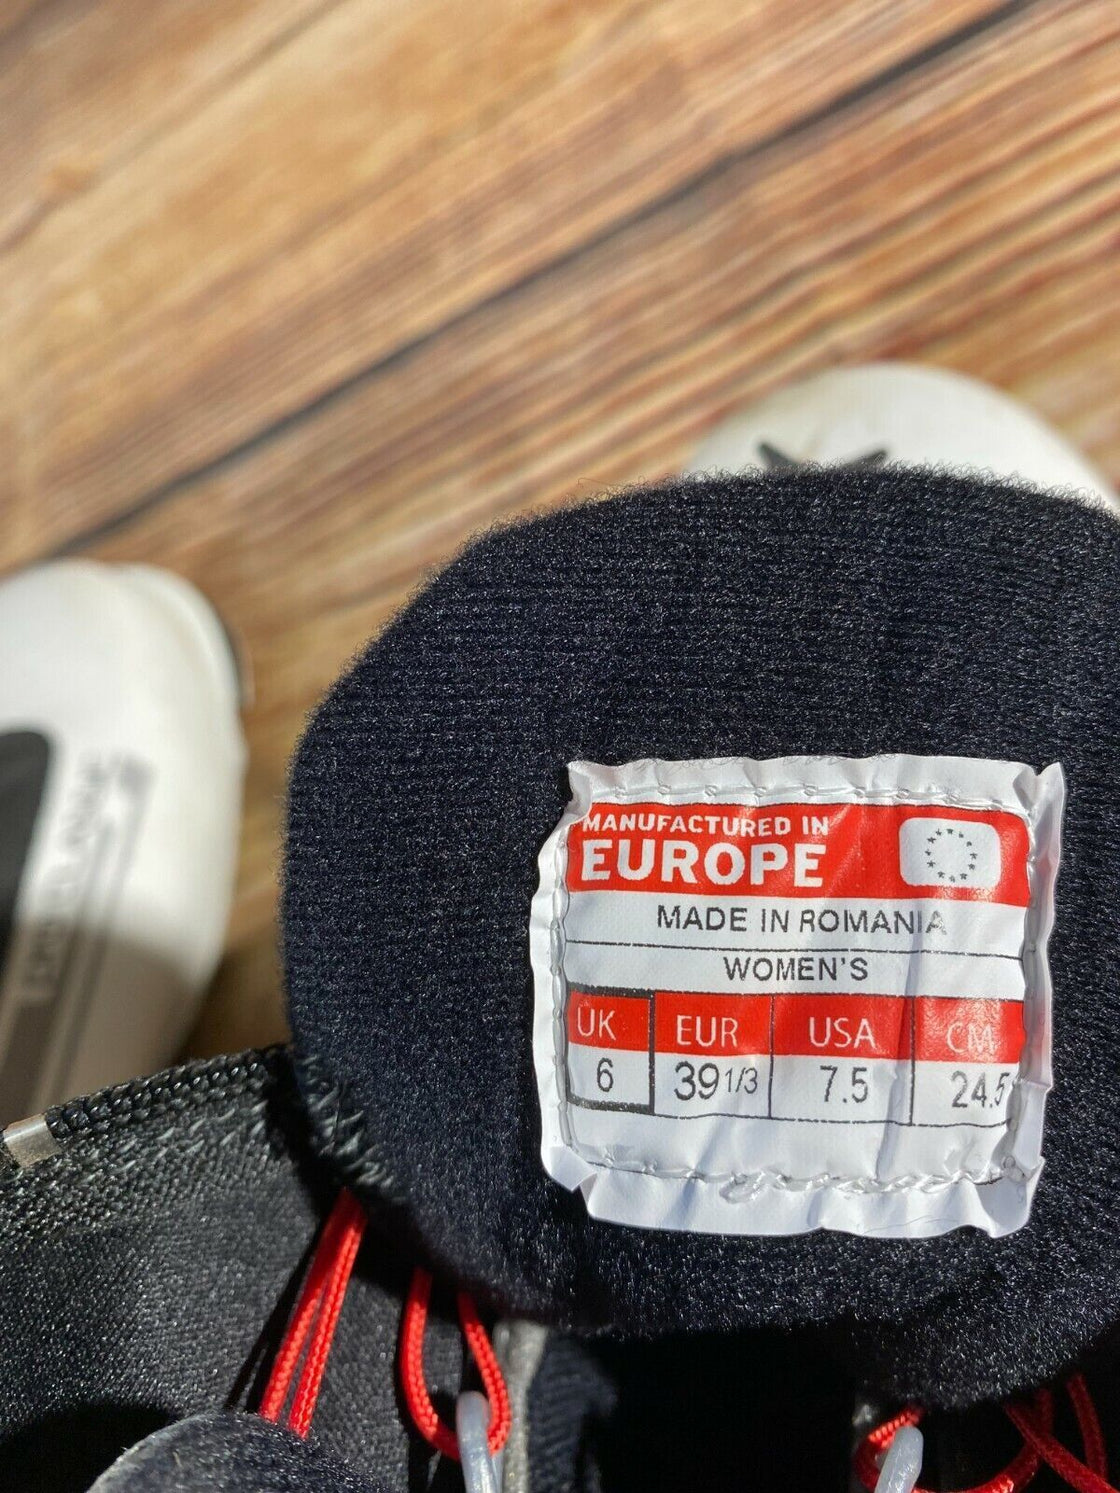 MANUFACTURED IN
EUROPE
MADE IN ROMANIA
WOMEN'S
UK EUR USA CM
6 39 1/3 7.5 24.5